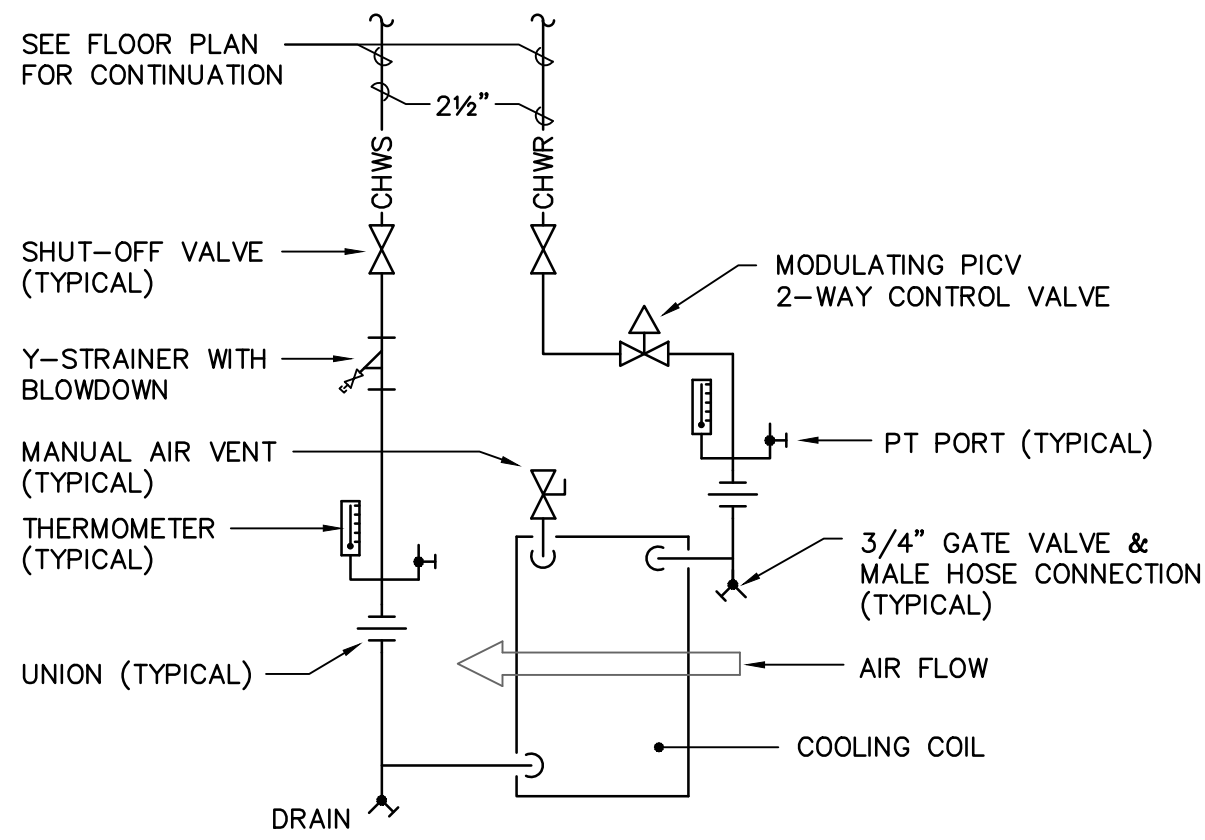 SEE FLOOR PLAN
FOR CONTINUATION
2½"
CHWS
CHWR
SHUT-OFF VALVE
(TYPICAL)
MODULATING PICV
2-WAY CONTROL VALVE
Y-STRAINER WITH
BLOWDOWN
MANUAL AIR VENT
(TYPICAL)
PT PORT (TYPICAL)
THERMOMETER
(TYPICAL)
3/4" GATE VALVE &
MALE HOSE CONNECTION
(TYPICAL)
UNION (TYPICAL)
AIR FLOW
COOLING COIL
DRAIN